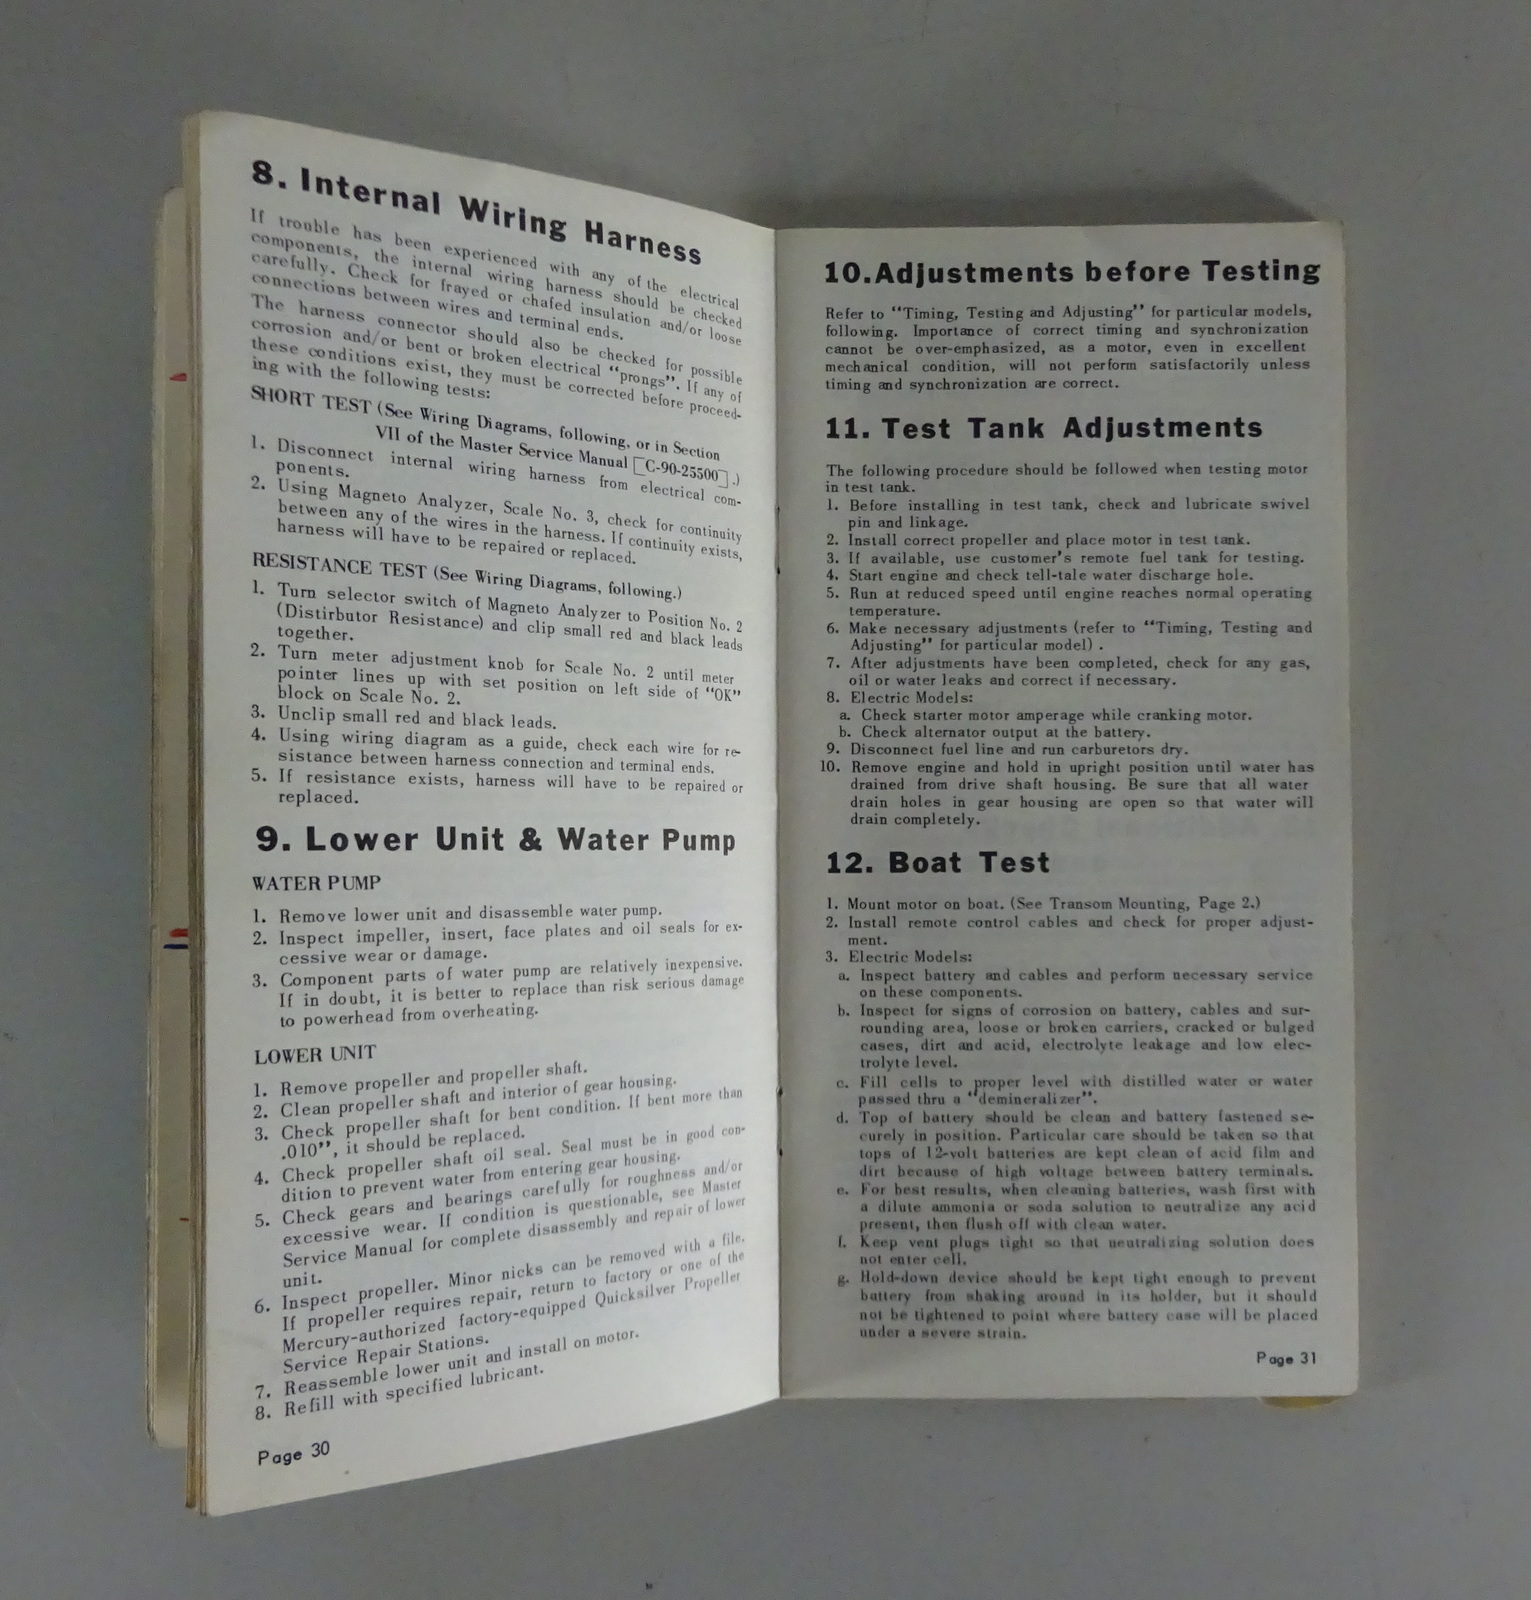 8. Internal Wiring Harness
If trouble has been experienced with any of the electrical
components, the internal wiring harness should be checked
carefully. Check for frayed or chafed insulation and/or loose
connections between wires and terminal ends.
The harness connector should also be checked for possible
corrosion and/or bent or broken electrical "prongs". If any of
these conditions exist, they must be corrected before proceed-
ing with the following tests:
SHORT TEST (See Wiring Diagrams, following, or in Section
VII of the Master Service Manual [C-90-25500].)
1. Disconnect internal wiring harness from electrical com-
ponents.
2. Using Magneto Analyzer, Scale No. 3, check for continuity
between any of the wires in the harness. If continuity exists,
harness will have to be repaired or replaced.
RESISTANCE TEST (See Wiring Diagrams, following.)
1. Turn selector switch of Magneto Analyzer to Position No. 2
(Distirbutor Resistance) and clip small red and black leads
together.
2. Turn meter adjustment knob for Scale No. 2 until meter
pointer lines up with set position on left side of "OK"
block on Scale No. 2.
3. Unclip small red and black leads.
4. Using wiring diagram as a guide, check each wire for re-
sistance between harness connection and terminal ends.
5. If resistance exists, harness will have to be repaired or
replaced.
9. Lower Unit & Water Pump
WATER PUMP
1. Remove lower unit and disassemble water pump.
2. Inspect impeller, insert, face plates and oil seals for ex-
cessive wear or damage.
3. Component parts of water pump are relatively inexpensive.
If in doubt, it is better to replace than risk serious damage
to powerhead from overheating.
LOWER UNIT
1. Remove propeller and propeller shaft.
2. Clean propeller shaft and interior of gear housing.
3. Check propeller shaft for bent condition. If bent more than
.010", it should be replaced.
4. Check propeller shaft oil seal. Seal must be in good con-
dition to prevent water from entering gear housing.
5. Check gears and bearings carefully for roughness and/or
excessive wear. If condition is questionable, see Master
Service Manual for complete disassembly and repair of lower
unit.
6. Inspect propeller. Minor nicks can be removed with a file.
If propeller requires repair, return to factory or one of the
Mercury-authorized factory-equipped Quicksilver Propeller
Service Repair Stations.
7. Reassemble lower unit and install on motor.
8. Refill with specified lubricant.
Page 30
10. Adjustments before Testing
Refer to "Timing, Testing and Adjusting" for particular models,
following. Importance of correct timing and synchronization
cannot be over-emphasized, as a motor, even in excellent
mechanical condition, will not perform satisfactorily unless
timing and synchronization are correct.
11. Test Tank Adjustments
The following procedure should be followed when testing motor
in test tank.
1. Before installing in test tank, check and lubricate swivel
pin and linkage.
2. Install correct propeller and place motor in test tank.
3. If available, use customer's remote fuel tank for testing.
4. Start engine and check tell-tale water discharge hole.
5. Run at reduced speed until engine reaches normal operating
temperature.
6. Make necessary adjustments (refer to "Timing, Testing and
Adjusting" for particular model) .
7. After adjustments have been completed, check for any gas,
oil or water leaks and correct if necessary.
8. Electric Models:
a. Check starter motor amperage while cranking motor.
b. Check alternator output at the battery.
9. Disconnect fuel line and run carburetors dry.
10. Remove engine and hold in upright position until water has
drained from drive shaft housing. Be sure that all water
drain holes in gear housing are open so that water will
drain completely.
12. Boat Test
1. Mount motor on boat. (See Transom Mounting, Page 2.)
2. Install remote control cables and check for proper adjust-
ment.
3. Electric Models:
a. Inspect battery and cables and perform necessary service
on these components.
b. Inspect for signs of corrosion on battery, cables and sur-
rounding area, loose or broken carriers, cracked or bulged
cases, dirt and acid, electrolyte leakage and low elec-
trolyte level.
c. Fill cells to proper level with distilled water or water
passed thru a "demineralizer".
d. Top of battery should be clean and battery fastened se-
curely in position. Particular care should be taken so that
tops of 12-volt batteries are kept clean of acid film and
dirt because of high voltage between battery terminals.
e. For best results, when cleaning batteries, wash first with
a dilute ammonia or soda solution to neutralize any acid
present, then flush off with clean water.
f. Keep vent plugs tight so that neutralizing solution does
not enter cell.
g. Hold-down device should be kept tight enough to prevent
battery from shaking around in its holder, but it should
not be tightened to point where battery case will be placed
under a severe strain.
Page 31